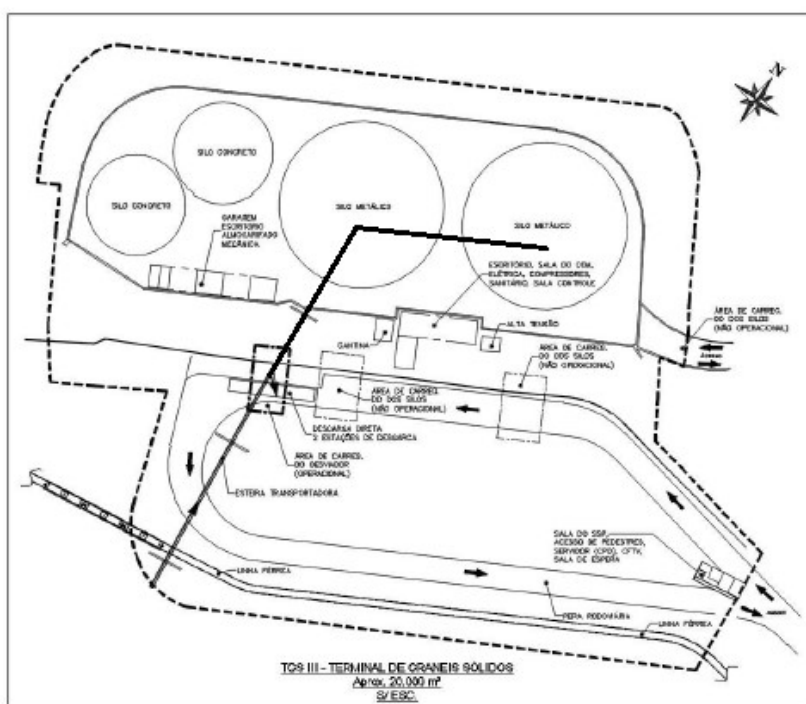 N
SILO CONCRETO
SILO CONCRETO
SILO METÁLICO
SILO METÁLICO
GARAGEM
ESCRITÓRIO
ALMOXARIFADO
MECÂNICA
ESCRITÓRIO, SALA DO
ELÉTRICA, COMPRESSORES,
SANITÁRIO, SALA CONTROLE
CANTINA
ALTA TENSÃO
ÁREA DE CARREG.
DO DOS SILOS
(NÃO OPERACIONAL)
ÁREA DE CARREG.
DO DOS SILOS
(NÃO OPERACIONAL)
ÁREA DE CARREG.
DO DOS SILOS
(NÃO OPERACIONAL)
DESCARGA DIRETA
2 ESTAÇÕES DE DESCARGA
ÁREA DE CARREG.
DO DESVIADOR
(OPERACIONAL)
ESTEIRA TRANSPORTADORA
SALA DO
ACESSO DE PEDESTRES,
SERVIDOR (CPD), CFTV,
SALA DE ESPERA
LINHA FÉRREA
PERA RODOVIÁRIA
LINHA FÉRREA
TGS III - TERMINAL DE GRANEIS SÓLIDOS
Aprox. 20.000 m²
S/ ESC.